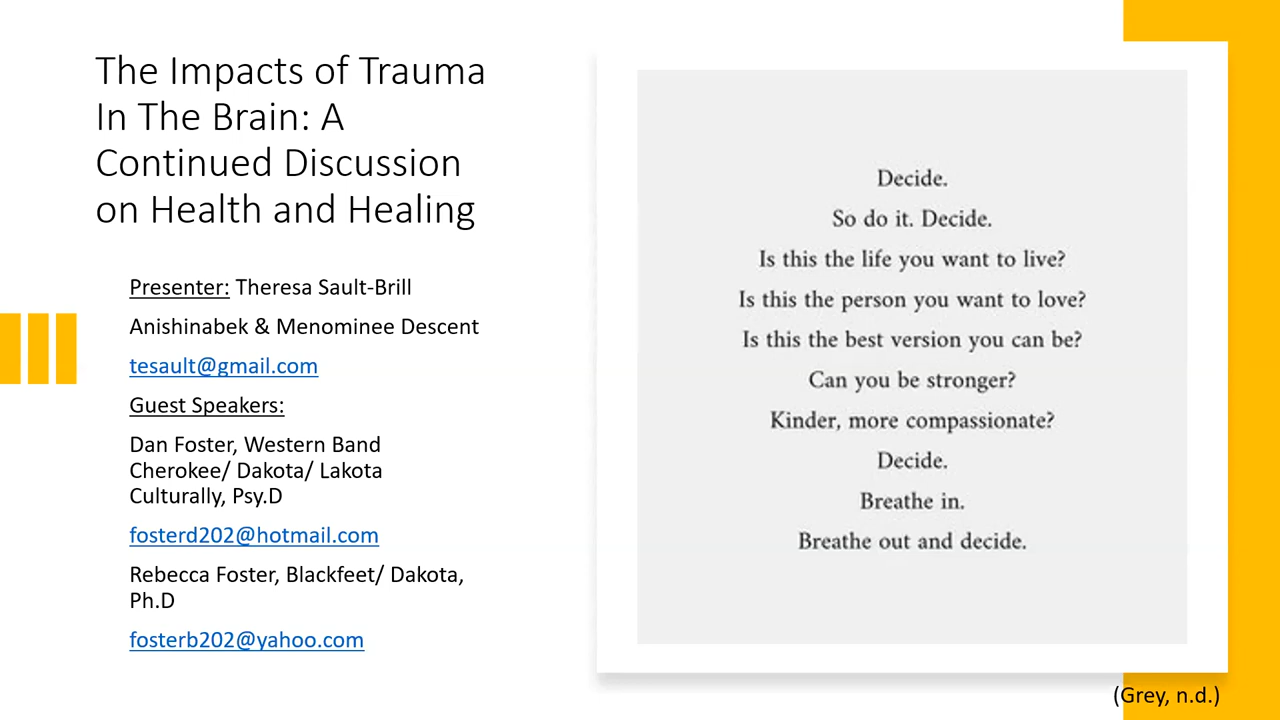 The Impacts of Trauma
In The Brain: A
Continued Discussion
on Health and Healing
Presenter: Theresa Sault-Brill
Anishinabek & Menominee Descent
tesault@gmail.com
Guest Speakers:
Dan Foster, Western Band
Cherokee/ Dakota/ Lakota
Culturally, Psy.D
fosterd202@hotmail.com
Rebecca Foster, Blackfeet/ Dakota,
Ph.D
fosterb202@yahoo.com
Decide.
So do it. Decide.
Is this the life you want to live?
Is this the person you want to love?
Is this the best version you can be?
Can you be stronger?
Kinder, more compassionate?
Decide.
Breathe in.
Breathe out and decide.
(Grey, n.d.)